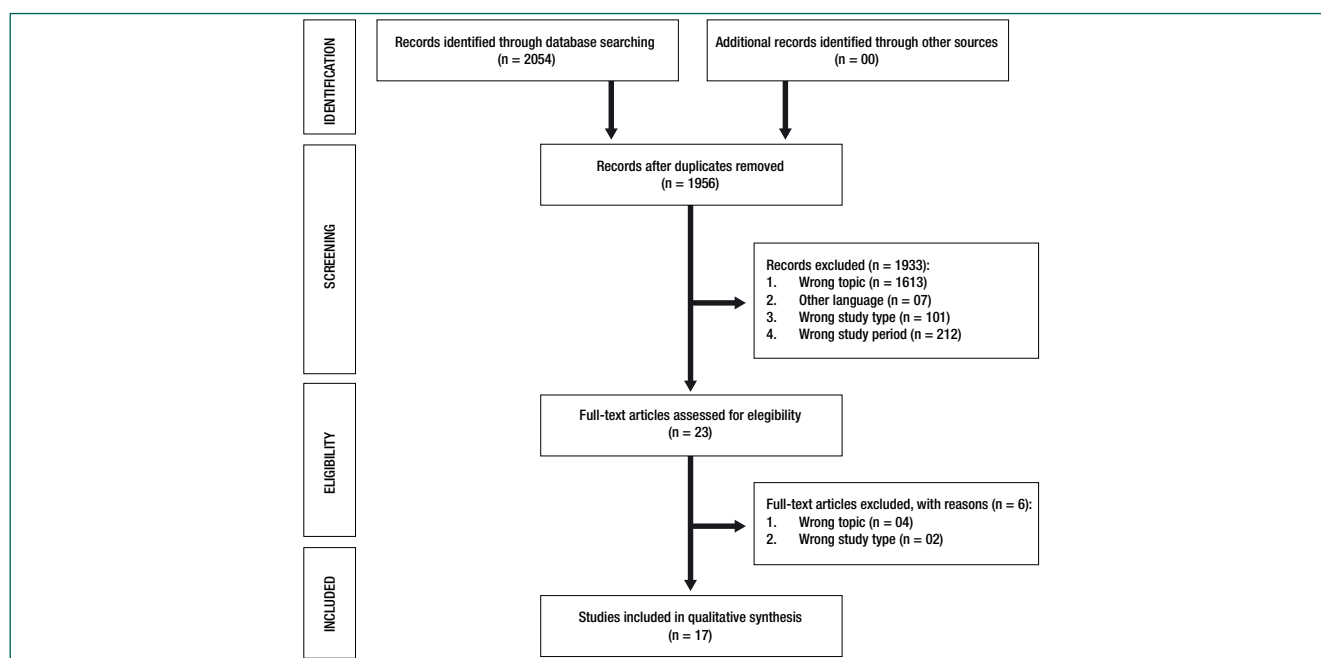 IDENTIFICATION
Records identified through database searching
(n = 2054)
Additional records identified through other sources
(n = 00)
SCREENING
Records after duplicates removed
(n = 1956)
Records excluded (n = 1933):
1. Wrong topic (n = 1613)
2. Other language (n = 07)
3. Wrong study type (n = 101)
4. Wrong study period (n = 212)
ELIGIBILITY
Full-text articles assessed for elegibility
(n = 23)
Full-text articles excluded, with reasons (n = 6):
1. Wrong topic (n = 04)
2. Wrong study type (n = 02)
INCLUDED
Studies included in qualitative synthesis
(n = 17)